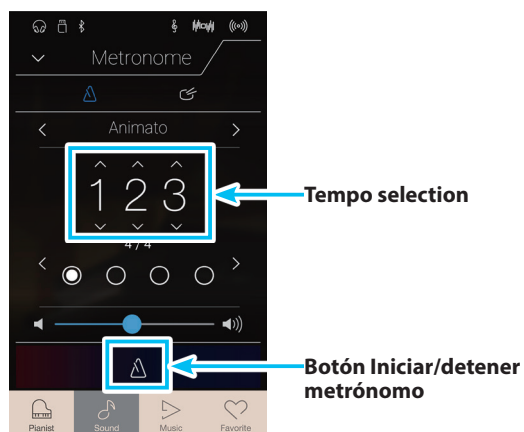 Metronome
Animato
1 2 3
Tempo selection
4 / 4
Botón Iniciar/detener
metrónomo
Pianist Sound Music Favorite